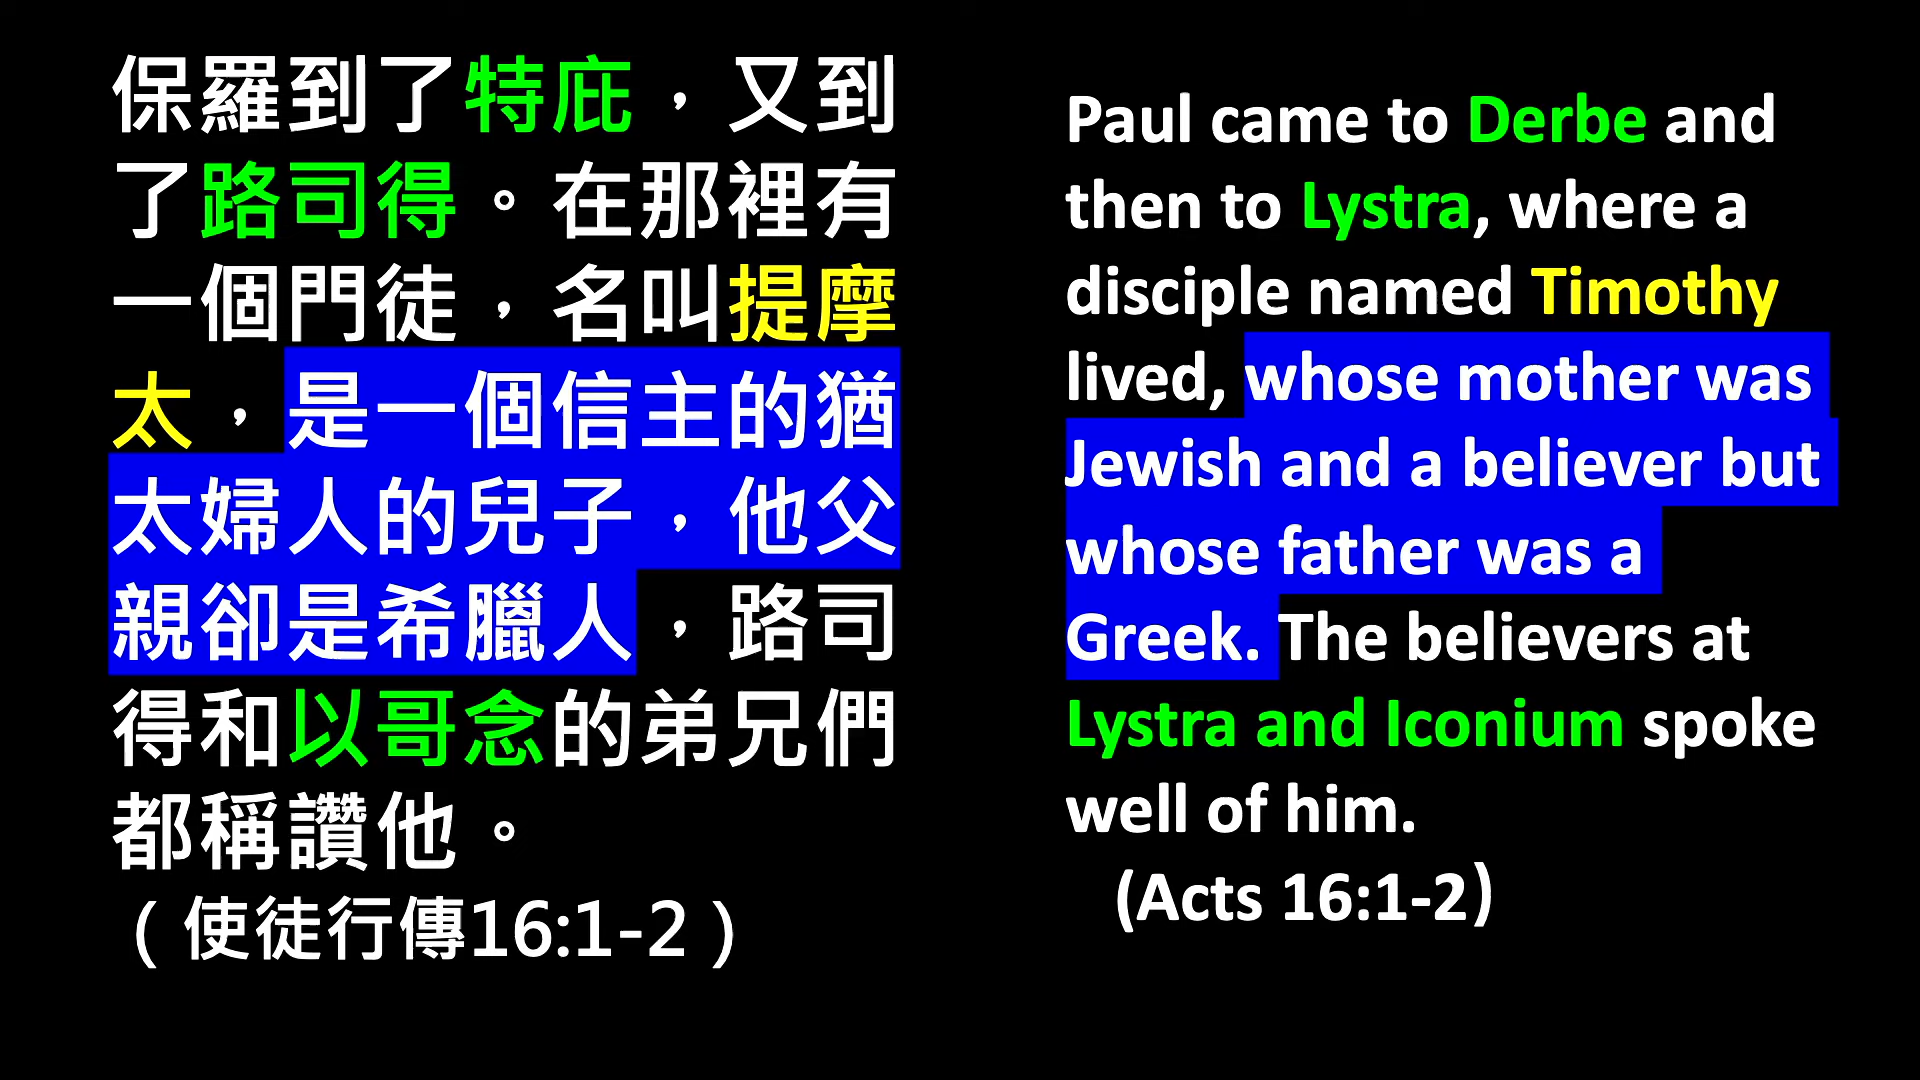 保羅到了特庇，又到
了路司得。在那裡有
一個門徒，名叫提摩
太，是一個信主的猶
太婦人的兒子，他父
親卻是希臘人，路司
得和以哥念的弟兄們
都稱讚他。
（使徒行傳16:1-2）
Paul came to Derbe and
then to Lystra, where a
disciple named Timothy
lived, whose mother was
Jewish and a believer but
whose father was a
Greek. The believers at
Lystra and Iconium spoke
well of him.
(Acts 16:1-2)